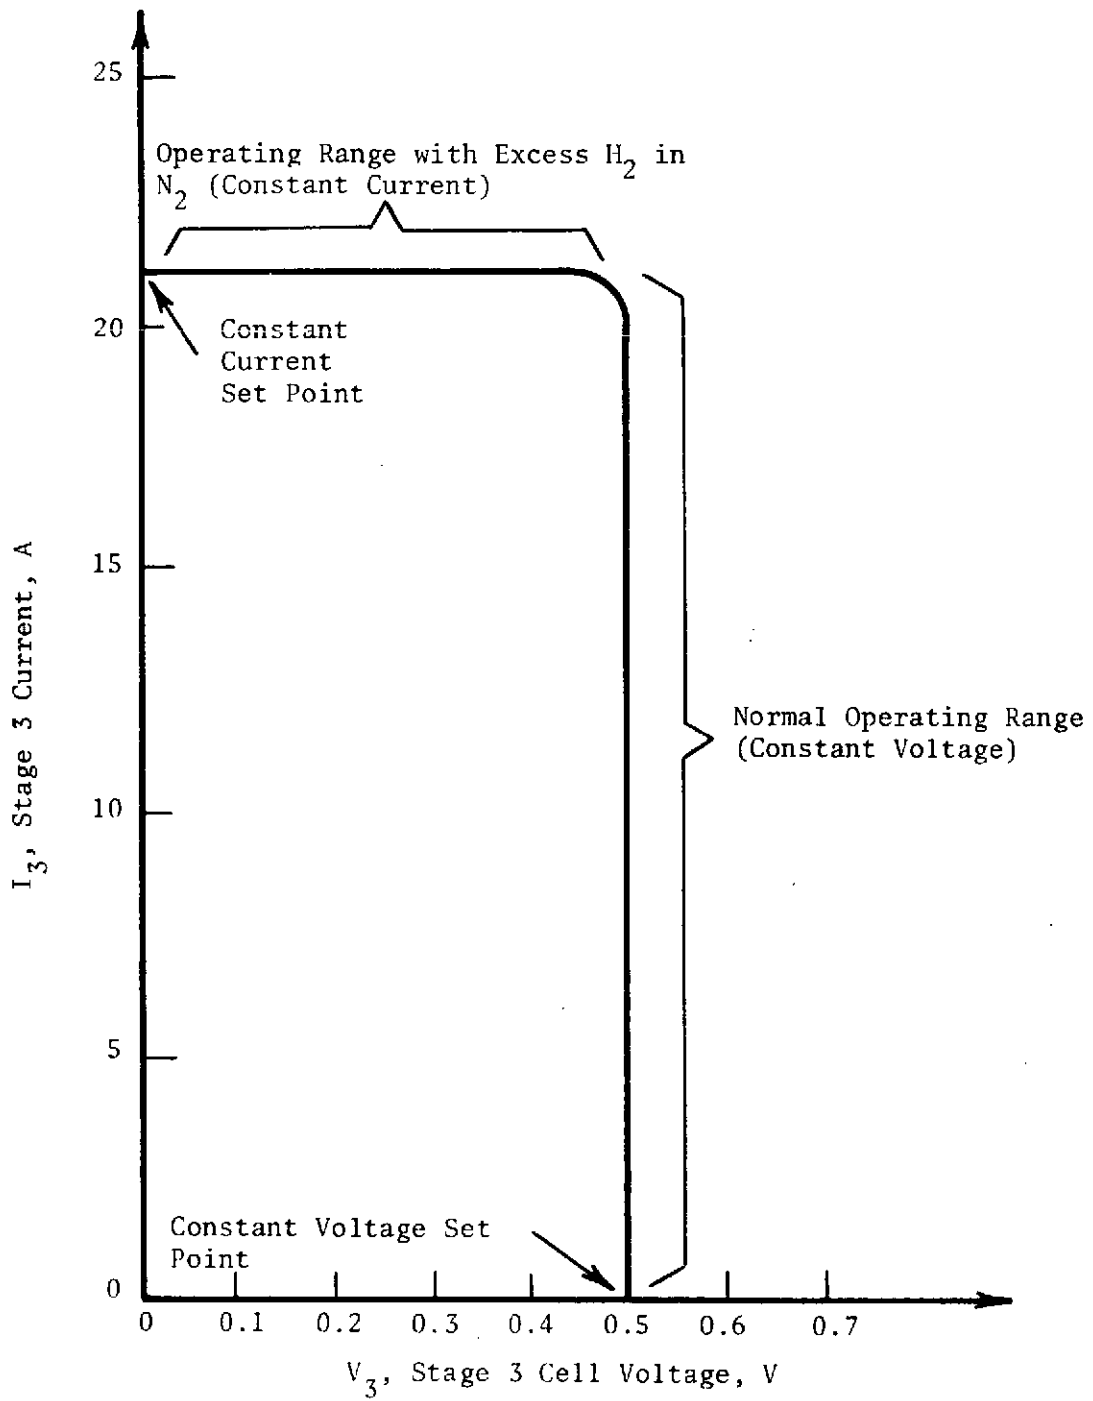 25
Operating Range with Excess H2 in
N2 (Constant Current)
20
Constant
Current
Set Point
15
I3, Stage 3 Current, A
Normal Operating Range
(Constant Voltage)
10
5
Constant Voltage Set
Point
0
0 0.1 0.2 0.3 0.4 0.5 0.6 0.7
V3, Stage 3 Cell Voltage, V